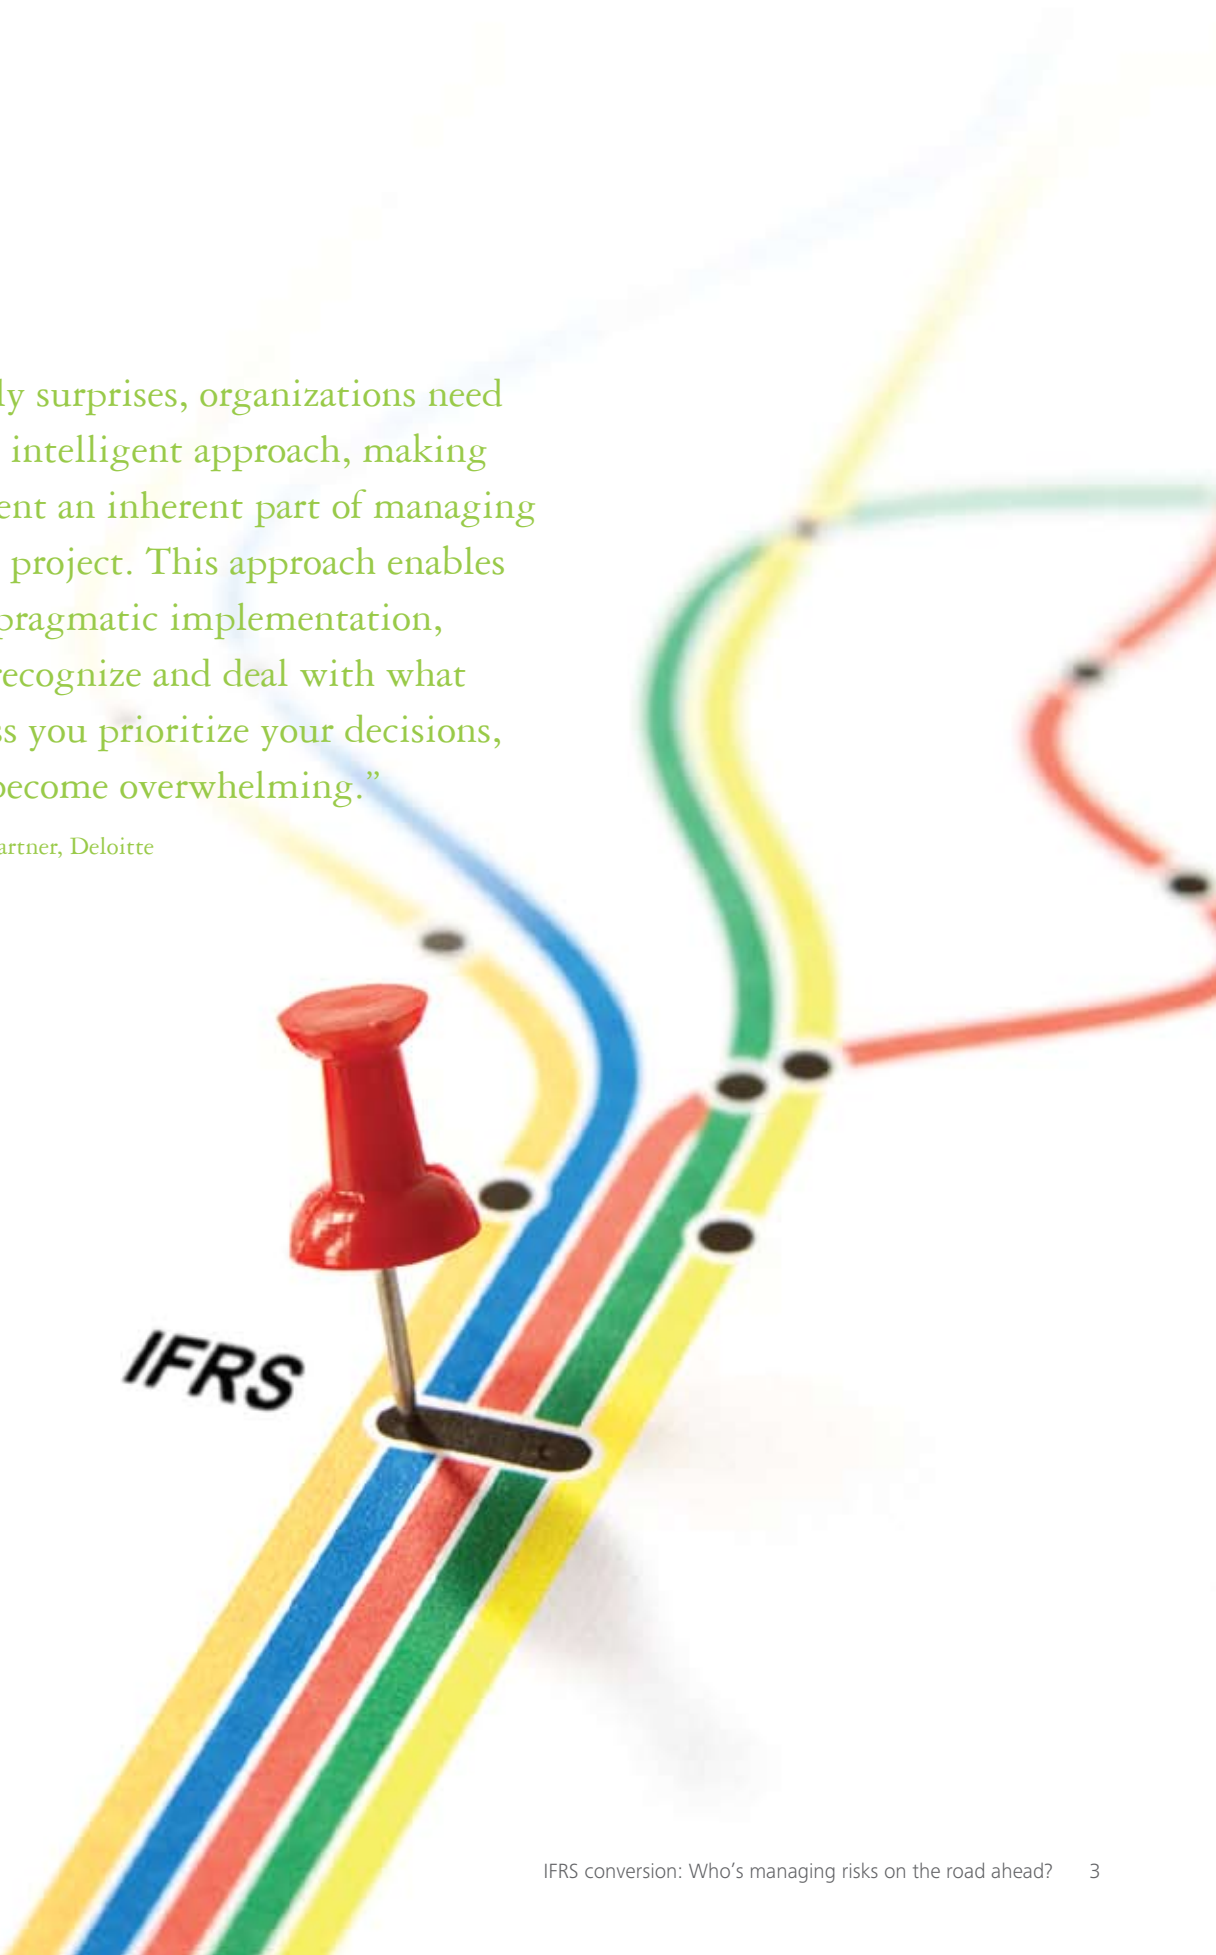 ly surprises, organizations need
intelligent approach, making
ent an inherent part of managing
project. This approach enables
pragmatic implementation,
recognize and deal with what
ss you prioritize your decisions,
become overwhelming.”
artner, Deloitte
IFRS
IFRS conversion: Who’s managing risks on the road ahead? 3